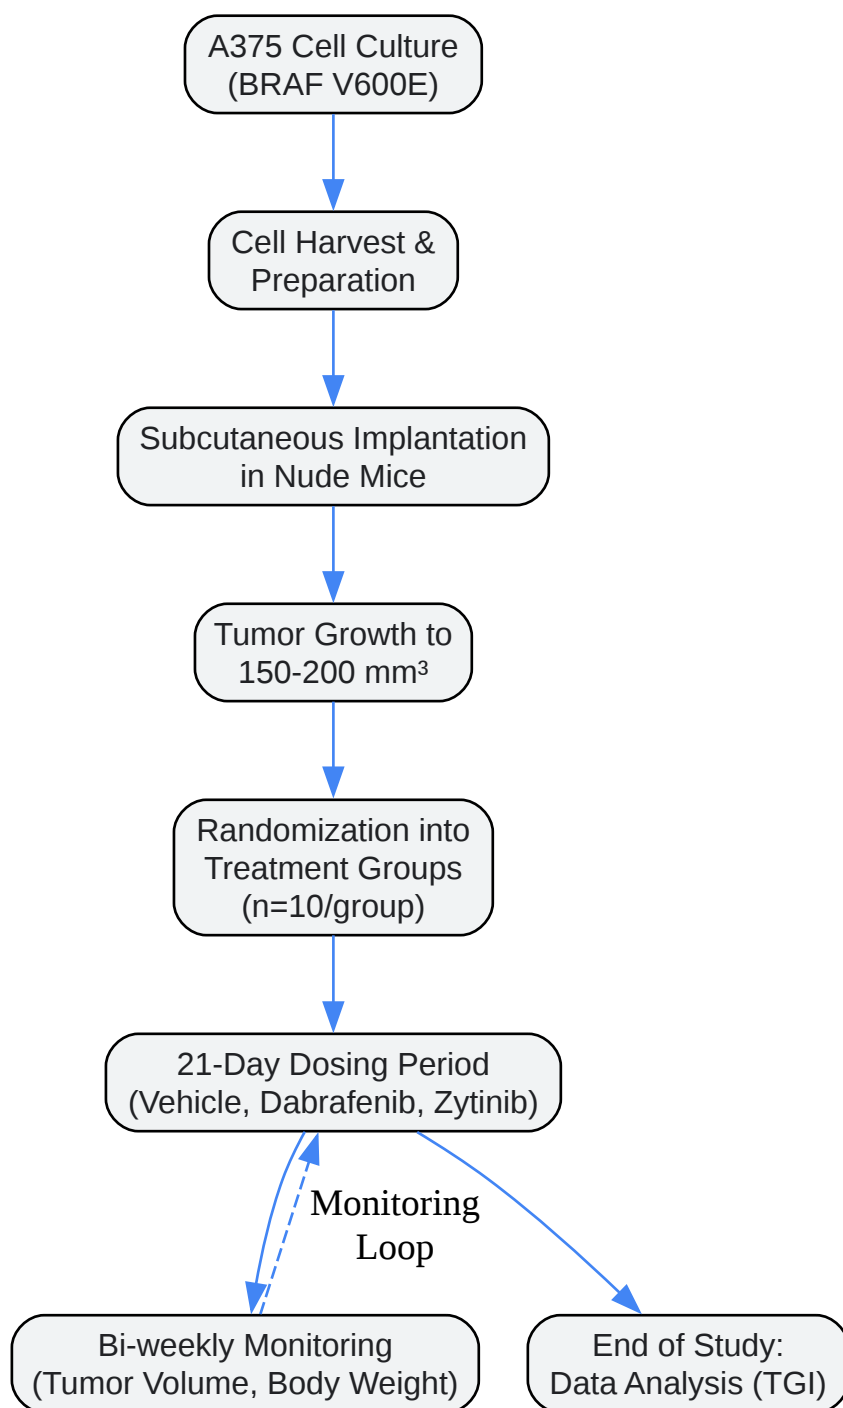 A375 Cell Culture
(BRAF V600E)
Cell Harvest &
Preparation
Subcutaneous Implantation
in Nude Mice
Tumor Growth to
150-200 mm³
Randomization into
Treatment Groups
(n=10/group)
21-Day Dosing Period
(Vehicle, Dabrafenib, Zytinib)
Monitoring
Loop
Bi-weekly Monitoring
(Tumor Volume, Body Weight)
End of Study:
Data Analysis (TGI)